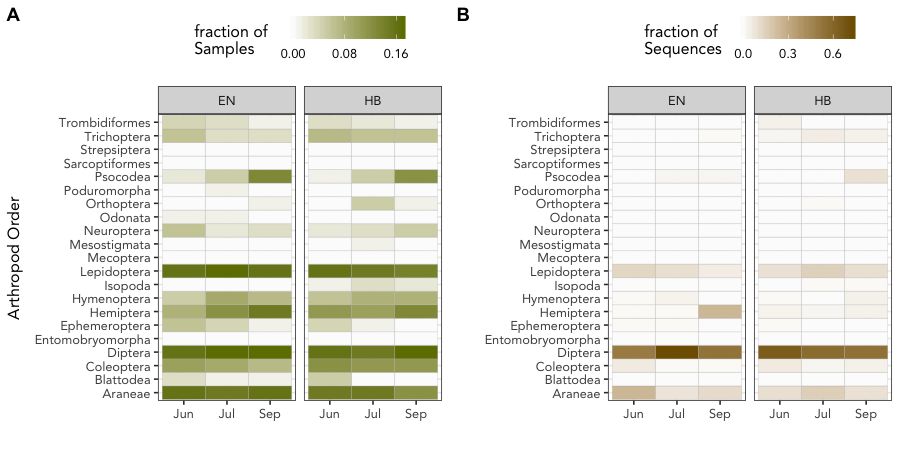 A
fraction of
Samples
0.00 0.08 0.16
EN HB
Trombidiformes
Trichoptera
Strepsiptera
Sarcoptiformes
Psocodea
Poduromorpha
Orthoptera
Odonata
Neuroptera
Mesostigmata
Mecoptera
Lepidoptera
Isopoda
Hymenoptera
Hemiptera
Ephemeroptera
Entomobryomorpha
Diptera
Coleoptera
Blattodea
Araneae
Arthropod Order
Jun Jul Sep Jun Jul Sep
B
fraction of
Sequences
0.0 0.3 0.6
EN HB
Trombidiformes
Trichoptera
Strepsiptera
Sarcoptiformes
Psocodea
Poduromorpha
Orthoptera
Odonata
Neuroptera
Mesostigmata
Mecoptera
Lepidoptera
Isopoda
Hymenoptera
Hemiptera
Ephemeroptera
Entomobryomorpha
Diptera
Coleoptera
Blattodea
Araneae
Jun Jul Sep Jun Jul Sep